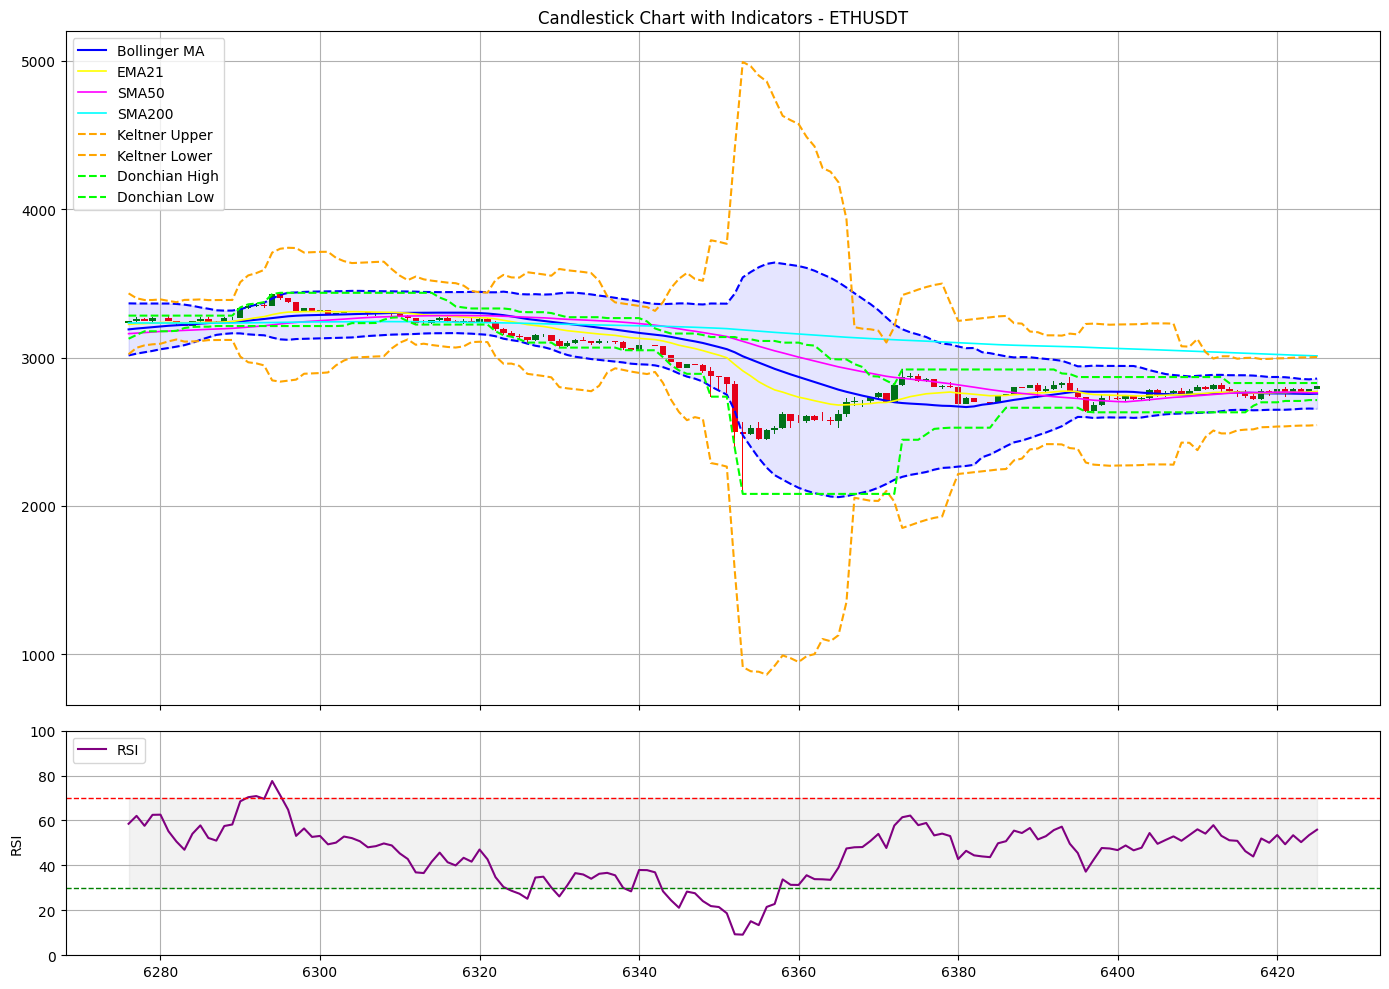 Candlestick Chart with Indicators - ETHUSDT
Bollinger MA
EMA21
SMA50
SMA200
Keltner Upper
Keltner Lower
Donchian High
Donchian Low
5000
4000
3000
2000
1000
RSI
100
80
60
40
20
0
RSI
6280
6300
6320
6340
6360
6380
6400
6420